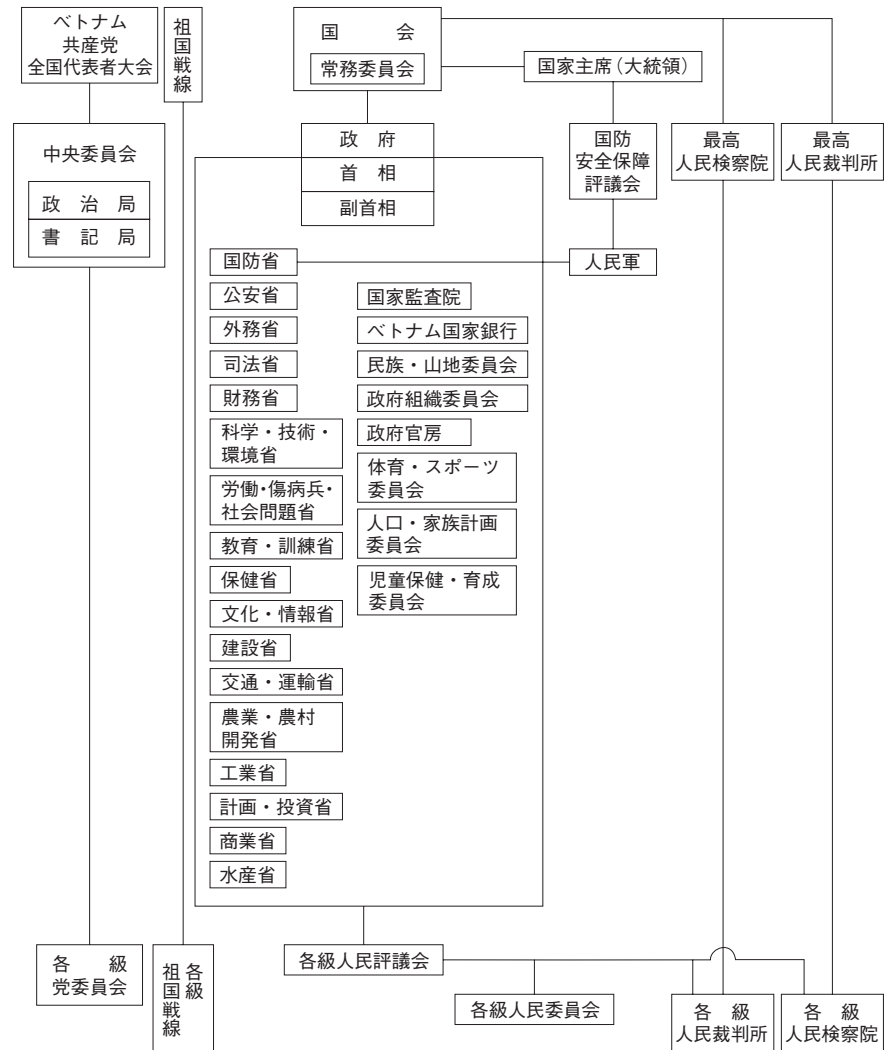 ベトナム
共産党
全国代表者大会
祖国戦線
国　会
常務委員会
国家主席（大統領）
中央委員会
政　治　局
書　記　局
政　府
首　相
副首相
国防
安全保障
評議会
最高
人民検察院
最高
人民裁判所
国防省
人民軍
公安省
外務省
司法省
財務省
科学・技術・
環境省
労働・傷病兵・
社会問題省
教育・訓練省
保健省
文化・情報省
建設省
交通・運輸省
農業・農村
開発省
工業省
計画・投資省
商業省
水産省
国家監査院
ベトナム国家銀行
民族・山地委員会
政府組織委員会
政府官房
体育・スポーツ
委員会
人口・家族計画
委員会
児童保健・育成
委員会
各　級
党委員会
各級
祖国戦線
各級人民評議会
各級人民委員会
各　級
人民裁判所
各　級
人民検察院